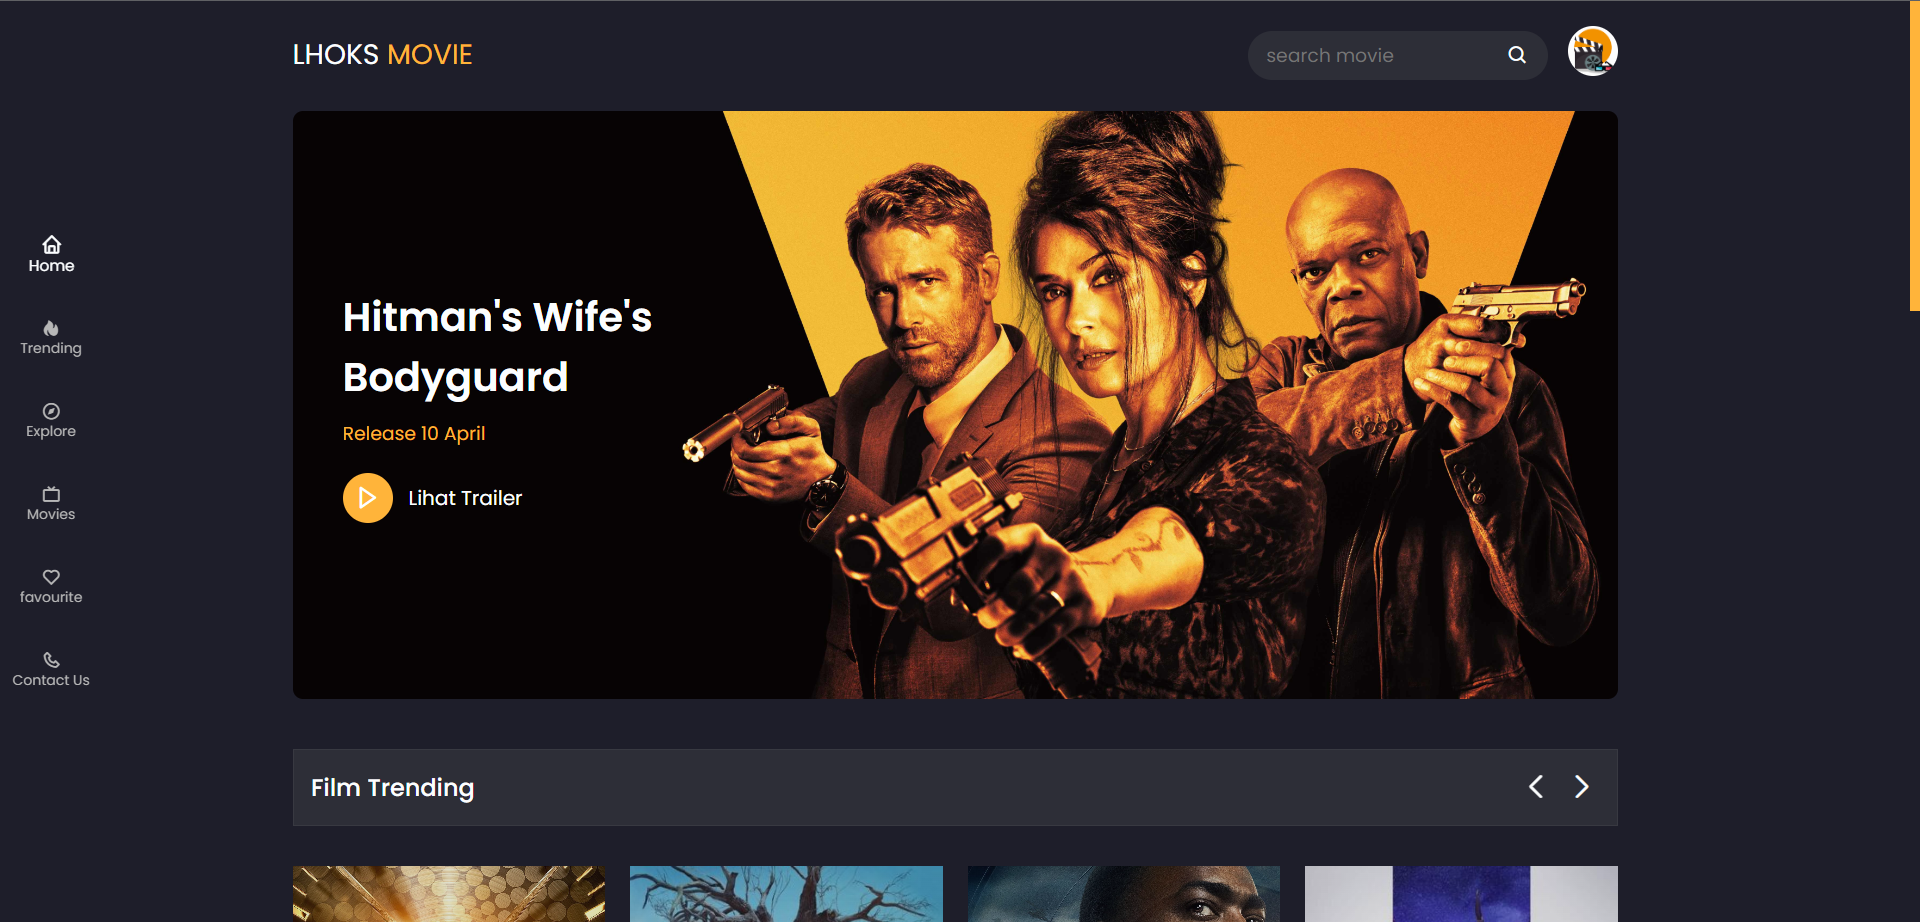 LHOKS MOVIE
search movie
Home
Trending
Explore
Movies
favourite
Contact Us
Hitman's Wife's
Bodyguard
Release 10 April
Lihat Trailer
Film Trending